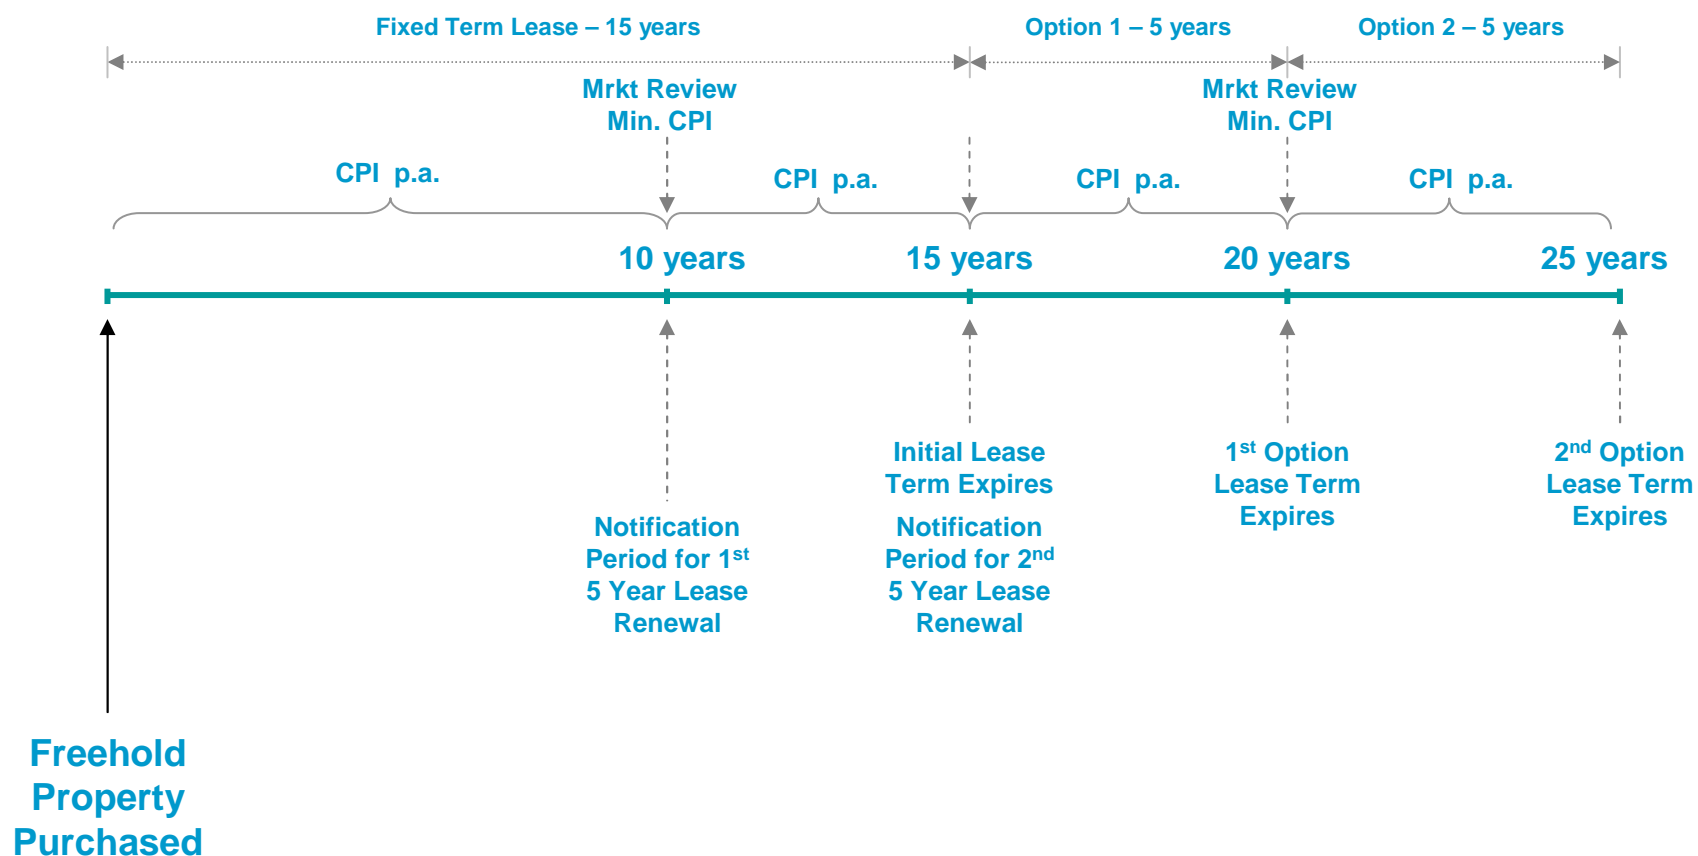 Fixed Term Lease – 15 years
Option 1 – 5 years
Option 2 – 5 years
Mrkt Review
Min. CPI
Mrkt Review
Min. CPI
CPI p.a.
CPI p.a.
CPI p.a.
CPI p.a.
10 years
15 years
20 years
25 years
Initial Lease
Term Expires
1st Option
Lease Term
Expires
2nd Option
Lease Term
Expires
Notification
Period for 1st
5 Year Lease
Renewal
Notification
Period for 2nd
5 Year Lease
Renewal
Freehold
Property
Purchased